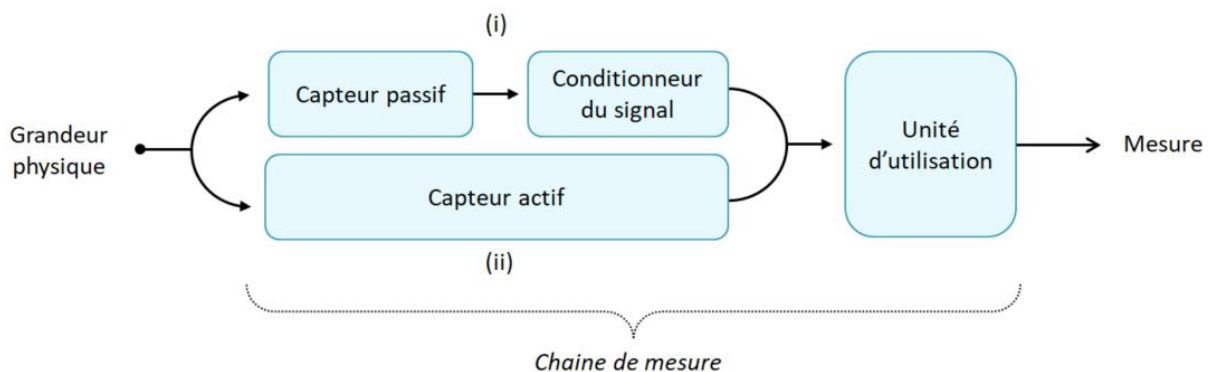 (i)
Capteur passif
Conditionneur
du signal
Grandeur
physique
Unité
d'utilisation
Mesure
Capteur actif
(ii)
Chaine de mesure